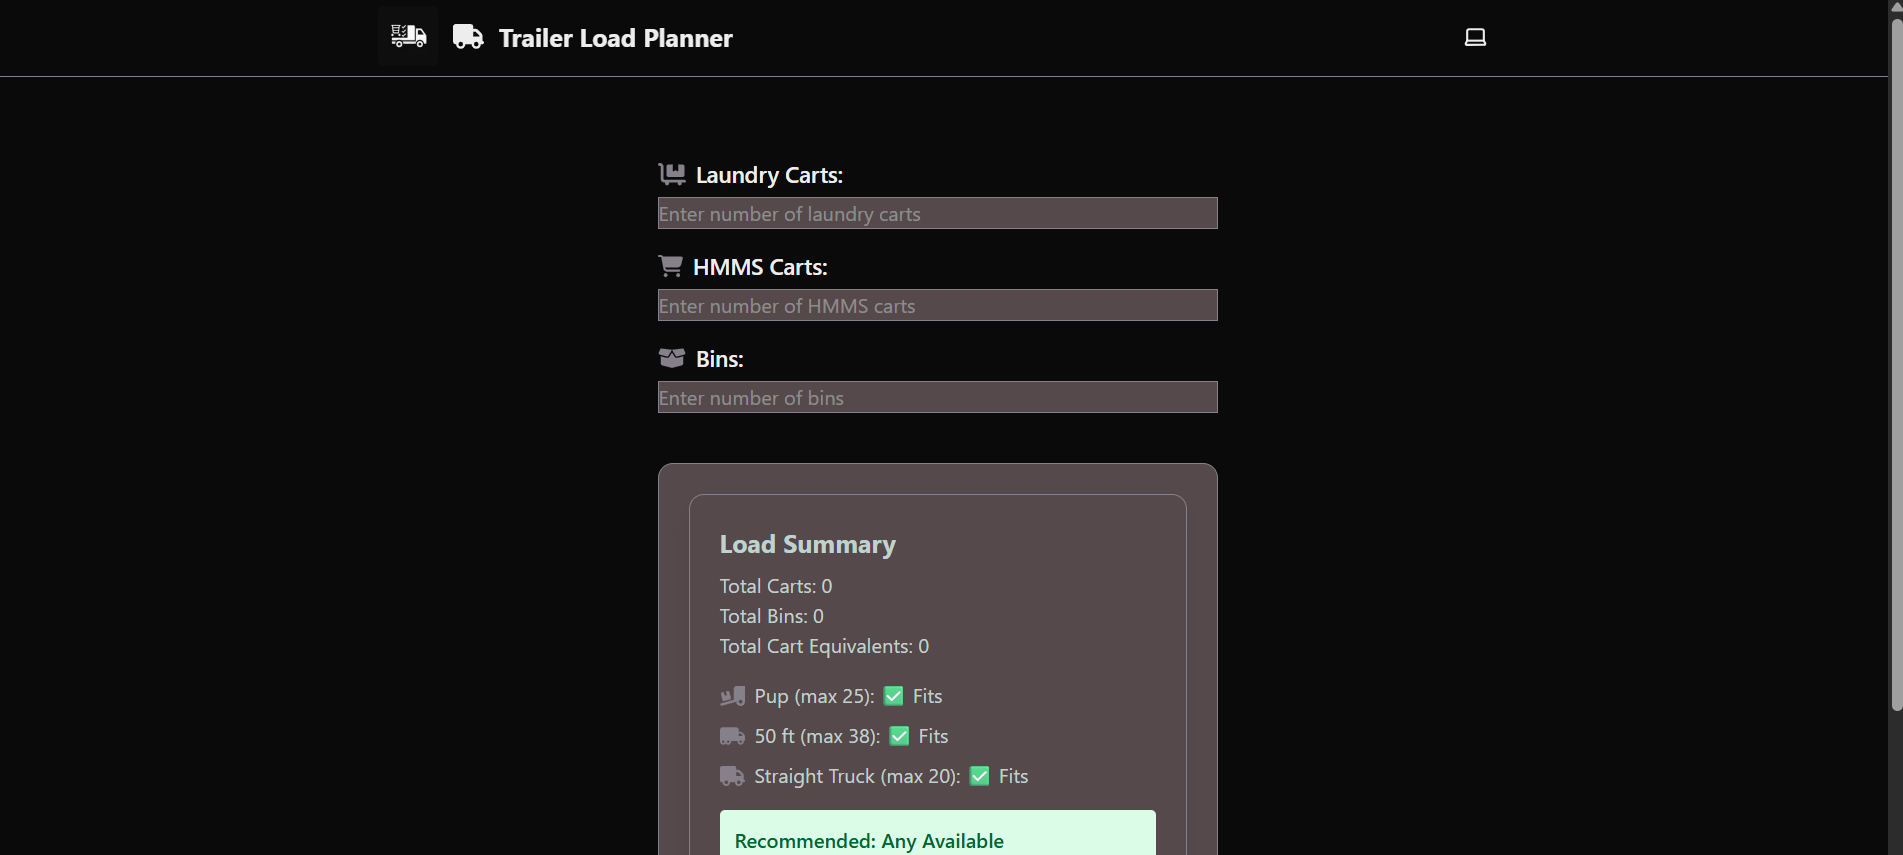 Trailer Load Planner
Laundry Carts:
Enter number of laundry carts
HMMS Carts:
Enter number of HMMS carts
Bins:
Enter number of bins
Load Summary
Total Carts: 0
Total Bins: 0
Total Cart Equivalents: 0
Pup (max 25): ✅ Fits
50 ft (max 38): ✅ Fits
Straight Truck (max 20): ✅ Fits
Recommended: Any Available